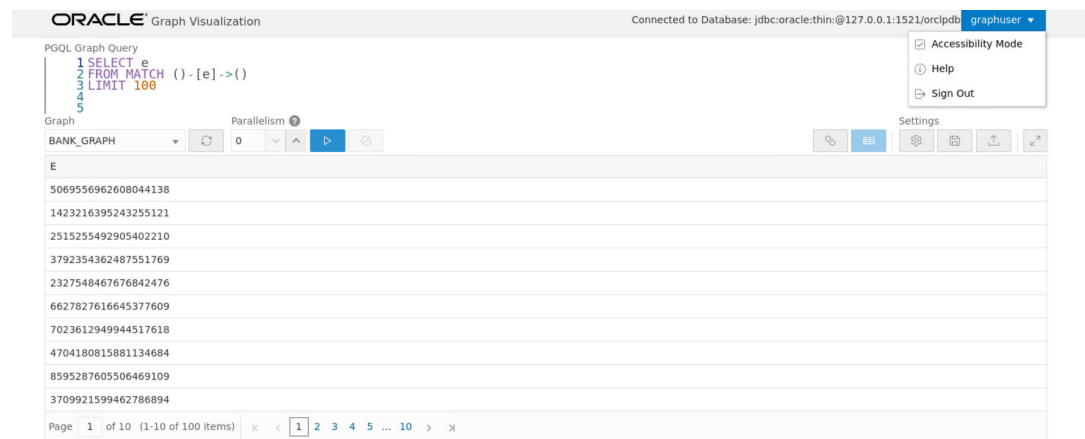 ORACLE® Graph Visualization
Connected to Database: jdbc:oracle:thin:@127.0.0.1:1521/orclpdb graphuser
Accessibility Mode
Help
Sign Out
PGQL Graph Query
1 SELECT e
2 FROM MATCH ()-[e]->()
3 LIMIT 100
4
5
Graph Parallelism ? Settings
BANK_GRAPH 0
E
5069556962608044138
1423216395243255121
2515255492905402210
3792354362487551769
2327548467676842476
6627827616645377609
7023612949944517618
4704180815881134684
8595287605506469109
3709921599462786894
Page 1 of 10 (1-10 of 100 items) 1 2 3 4 5 ... 10